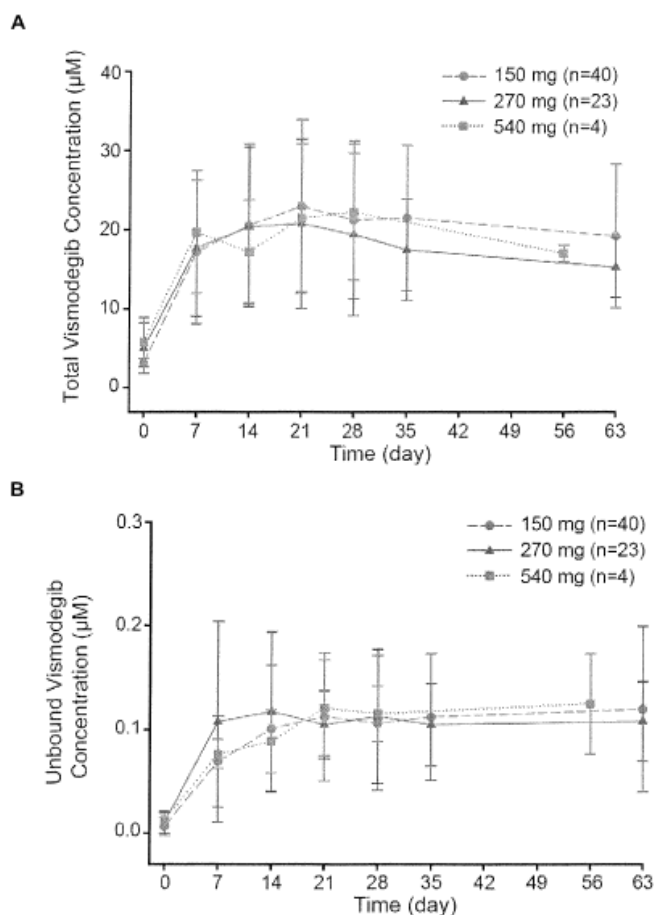 A
Total Vismodegib Concentration (µM)
40
30
20
10
0
150 mg (n=40)
270 mg (n=23)
540 mg (n=4)
0 7 14 21 28 35 42 49 56 63
Time (day)
B
Unbound Vismodegib
Concentration (µM)
0.3
0.2
0.1
0.0
150 mg (n=40)
270 mg (n=23)
540 mg (n=4)
0 7 14 21 28 35 42 49 56 63
Time (day)